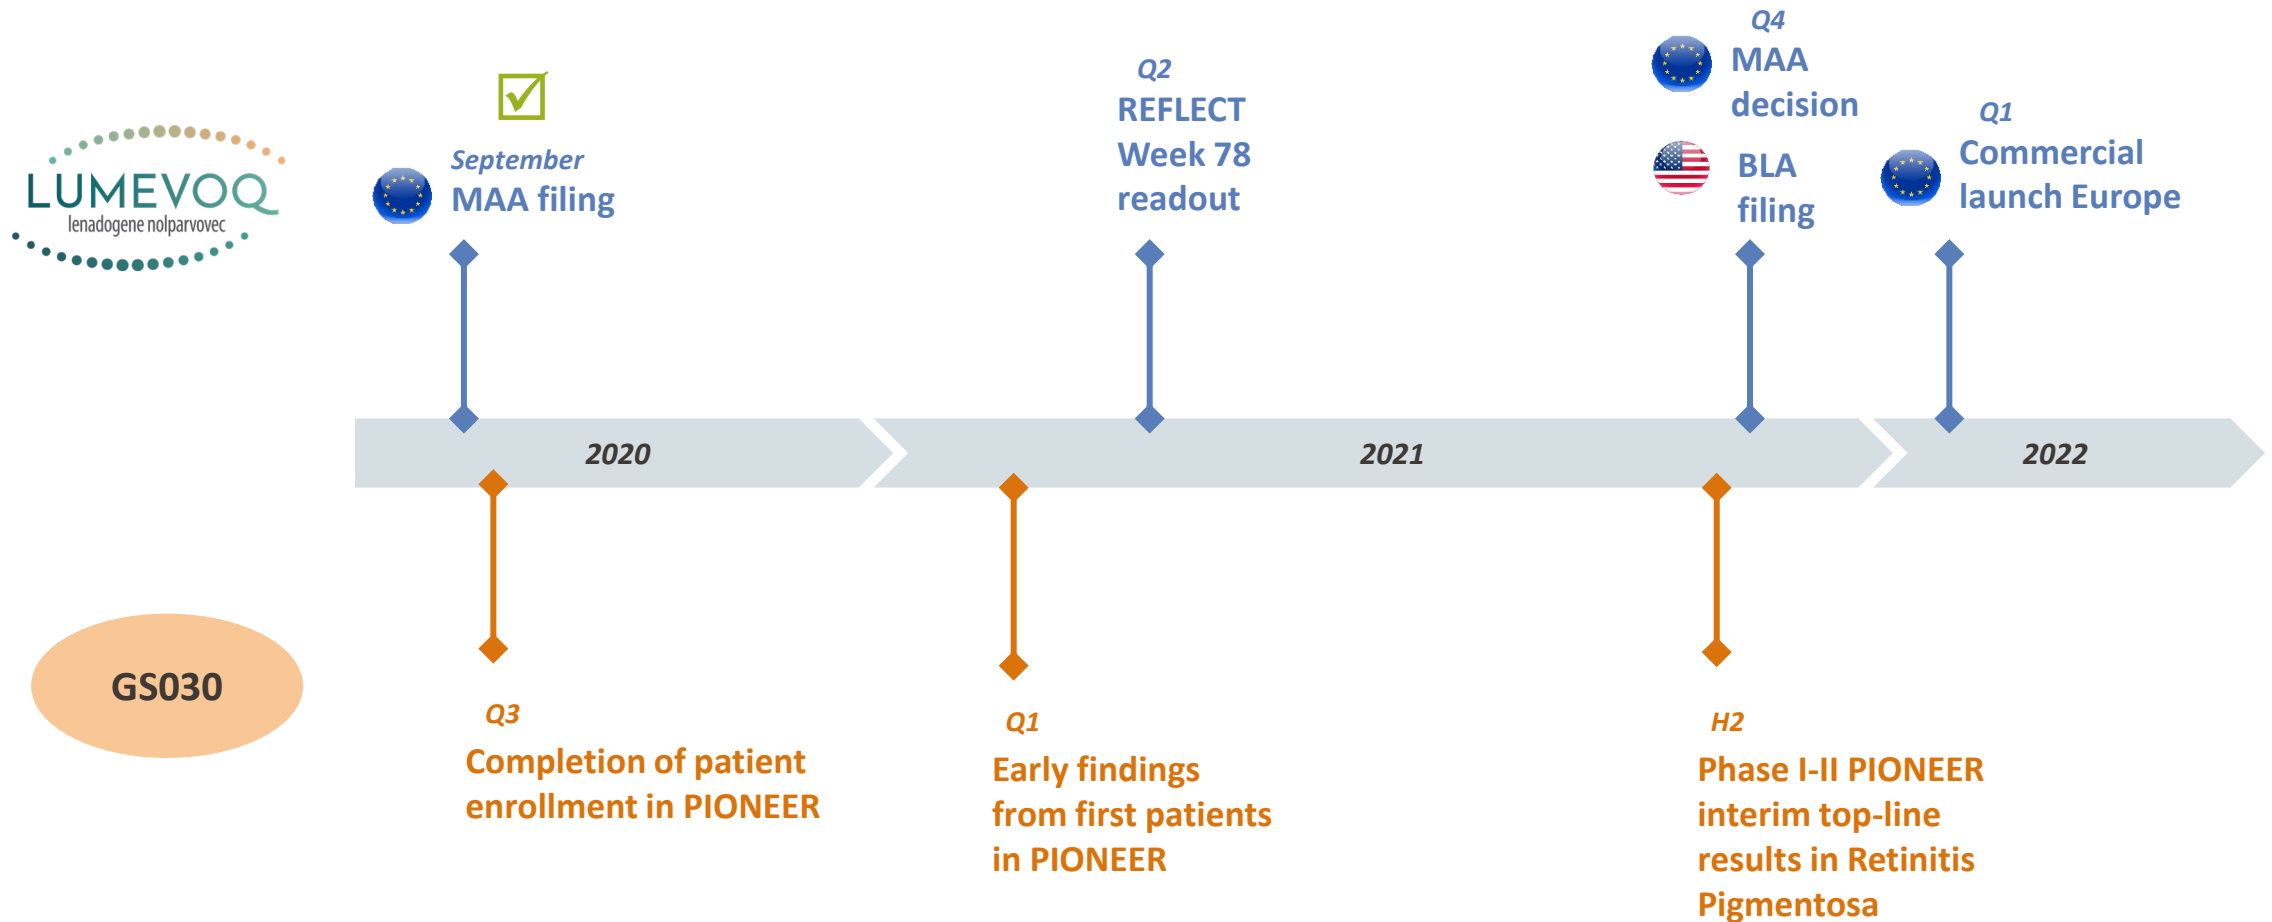 LUMEVOQ
lenadogene nolparvovec
September
MAA filing
Q2
REFLECT
Week 78
readout
Q4
MAA
decision
BLA
filing
Q1
Commercial
launch Europe
2020
2021
2022
GS030
Q3
Completion of patient
enrollment in PIONEER
Q1
Early findings
from first patients
in PIONEER
H2
Phase I-II PIONEER
interim top-line
results in Retinitis
Pigmentosa